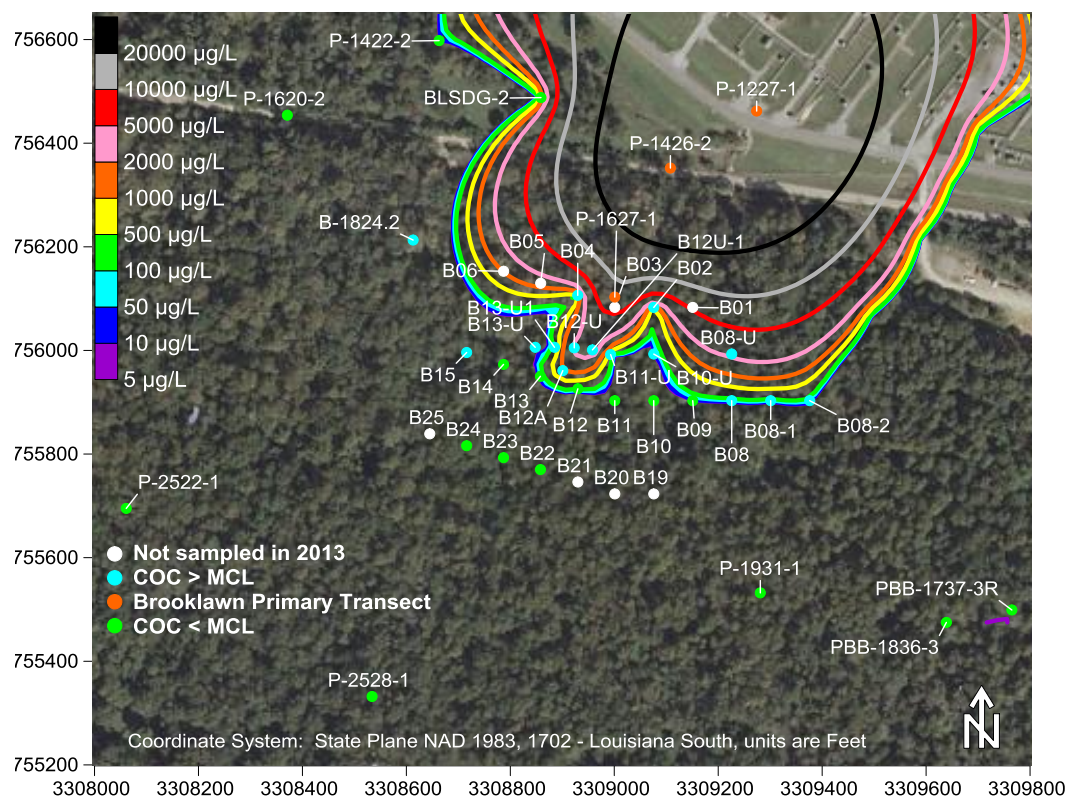 756600
756400
756200
756000
755800
755600
755400
755200
3308000
3308200
3308400
3308600
3308800
3309000
3309200
3309400
3309600
3309800
20000 µg/L
10000 µg/L
5000 µg/L
2000 µg/L
1000 µg/L
500 µg/L
100 µg/L
50 µg/L
10 µg/L
5 µg/L
P-1422-2
BLSDG-2
P-1620-2
P-1227-1
P-1426-2
B-1824.2
P-1627-1
B12U-1
B05
B04
B03
B02
B06
B01
B13-U1
B13-U
B12-U
B08-U
B15
B14
B13
B12A
B12
B11-U
B10-U
B11
B10
B09
B08
B08-1
B08-2
B25
B24
B23
B22
B21
B20
B19
P-2522-1
Not sampled in 2013
COC > MCL
Brooklawn Primary Transect
COC < MCL
P-1931-1
PBB-1737-3R
PBB-1836-3
P-2528-1
N
Coordinate System: State Plane NAD 1983, 1702 - Louisiana South, units are Feet